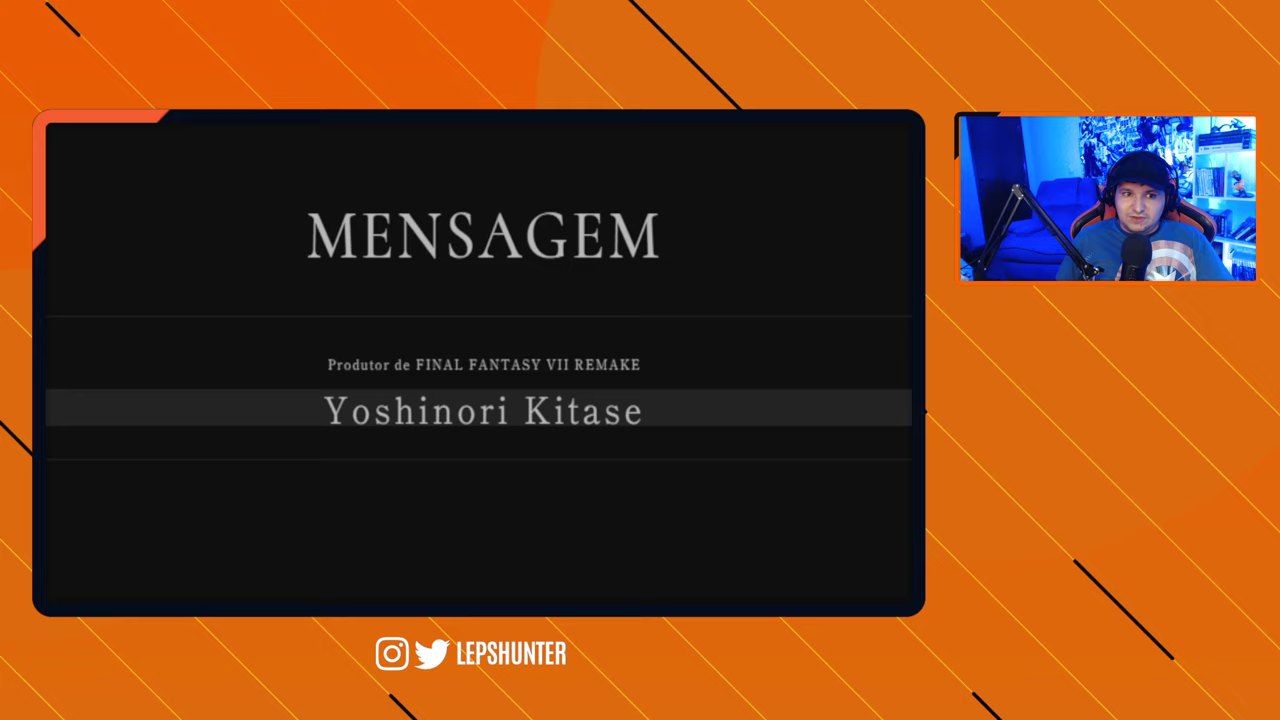 MENSAGEM
Produtor de FINAL FANTASY VII REMAKE
Yoshinori Kitase
LEPSHUNTER